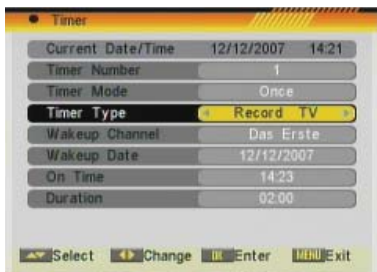 Timer
Current Date/Time 12/12/2007 14:21
Timer Number 1
Timer Mode Once
Timer Type Record TV
Wakeup Channel Das Erste
Wakeup Date 12/12/2007
On Time 14:23
Duration 02:00
Select Change OK Enter MENU Exit